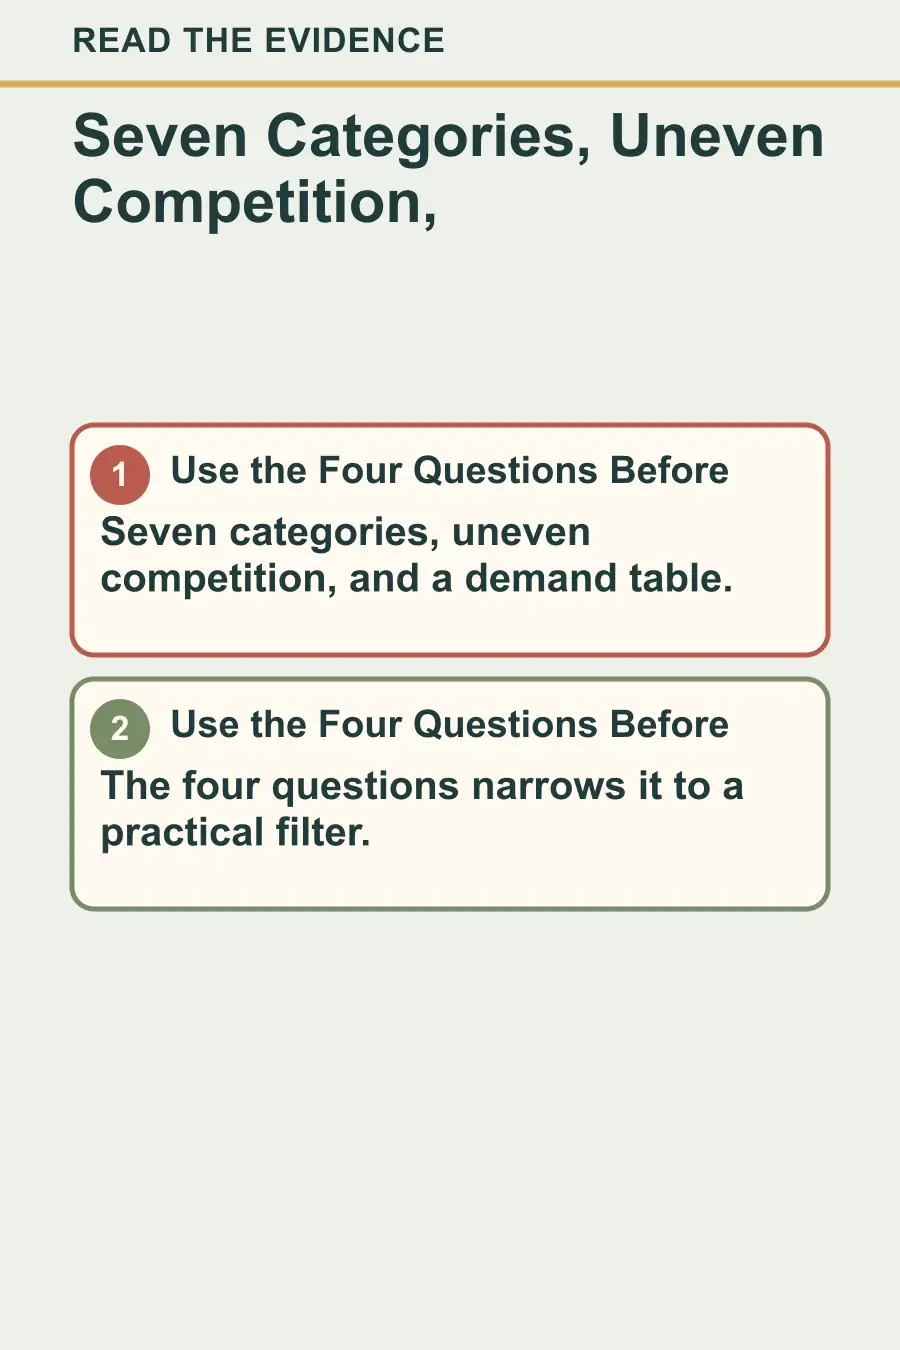 READ THE EVIDENCE
Seven Categories, Uneven
Competition,
1 Use the Four Questions Before
Seven categories, uneven
competition, and a demand table.
2 Use the Four Questions Before
The four questions narrows it to a
practical filter.